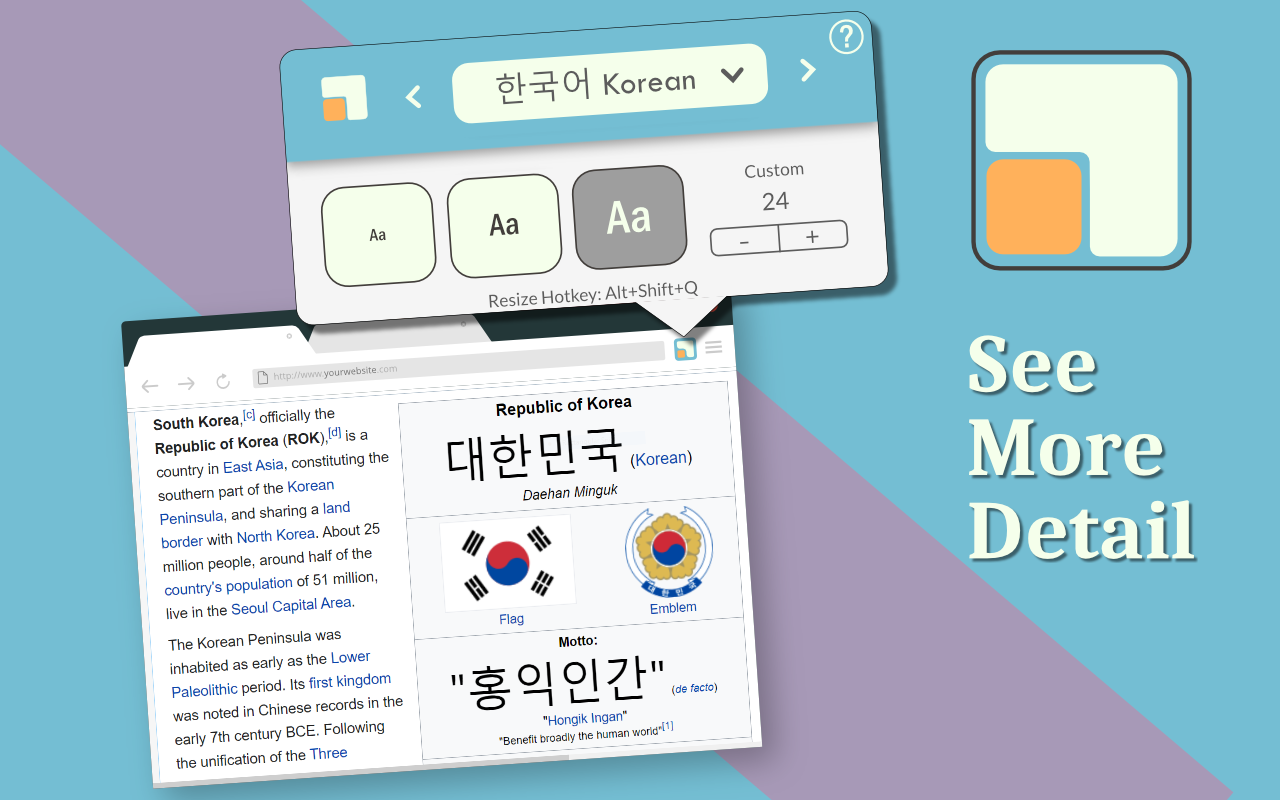 ?
한국어 Korean
Aa
Aa
Aa
Custom
24
- +
Resize Hotkey: Alt+Shift+Q
http://www.yourwebsite.com
South Korea,[c] officially the
Republic of Korea (ROK),[d] is a
country in East Asia, constituting the
southern part of the Korean
Peninsula, and sharing a land
border with North Korea. About 25
million people, around half of the
country's population of 51 million,
live in the Seoul Capital Area.
The Korean Peninsula was
inhabited as early as the Lower
Paleolithic period. Its first kingdom
was noted in Chinese records in the
early 7th century BCE. Following
the unification of the Three
Republic of Korea
대한민국 (Korean)
Daehan Minguk
대한민국
Flag
Emblem
Motto:
"홍익인간" (de facto)
"Hongik Ingan"
"Benefit broadly the human world"[1]
See
More
Detail